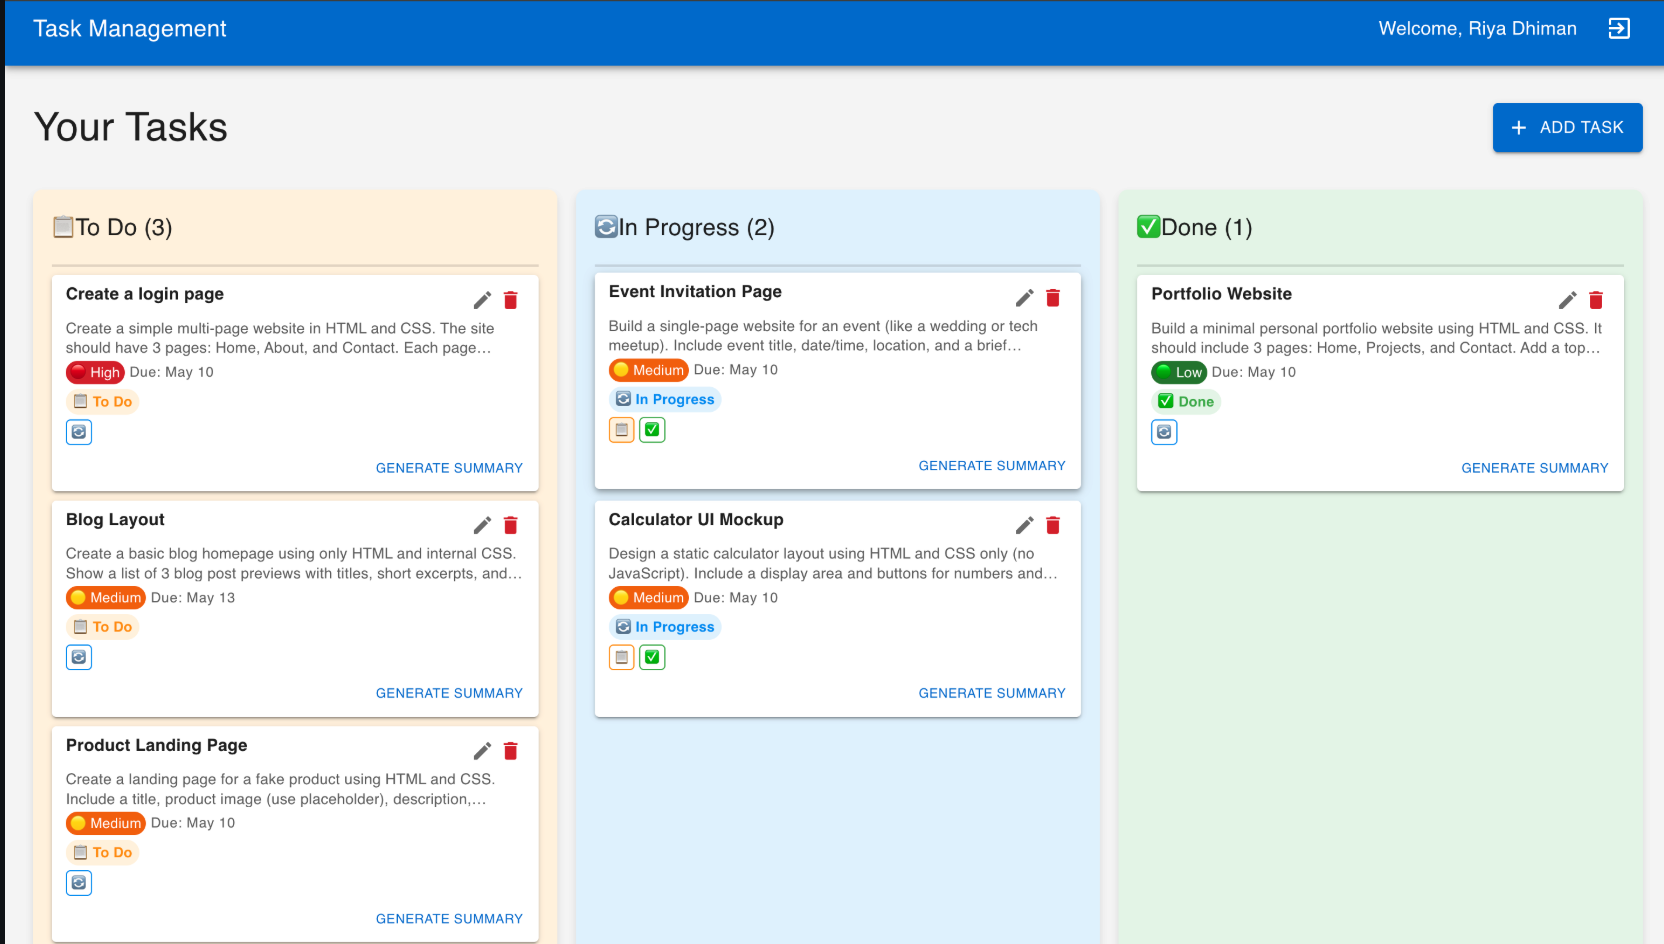 Task Management
Welcome, Riya Dhiman
Your Tasks
ADD TASK
To Do (3)
Create a login page
Create a simple multi-page website in HTML and CSS. The site
should have 3 pages: Home, About, and Contact. Each page...
High Due: May 10
To Do
GENERATE SUMMARY
Blog Layout
Create a basic blog homepage using only HTML and internal CSS.
Show a list of 3 blog post previews with titles, short excerpts, and...
Medium Due: May 13
To Do
GENERATE SUMMARY
Product Landing Page
Create a landing page for a fake product using HTML and CSS.
Include a title, product image (use placeholder), description,...
Medium Due: May 10
To Do
GENERATE SUMMARY
In Progress (2)
Event Invitation Page
Build a single-page website for an event (like a wedding or tech
meetup). Include event title, date/time, location, and a brief...
Medium Due: May 10
In Progress
GENERATE SUMMARY
Calculator UI Mockup
Design a static calculator layout using HTML and CSS only (no
JavaScript). Include a display area and buttons for numbers and...
Medium Due: May 10
In Progress
GENERATE SUMMARY
Done (1)
Portfolio Website
Build a minimal personal portfolio website using HTML and CSS. It
should include 3 pages: Home, Projects, and Contact. Add a top...
Low Due: May 10
Done
GENERATE SUMMARY